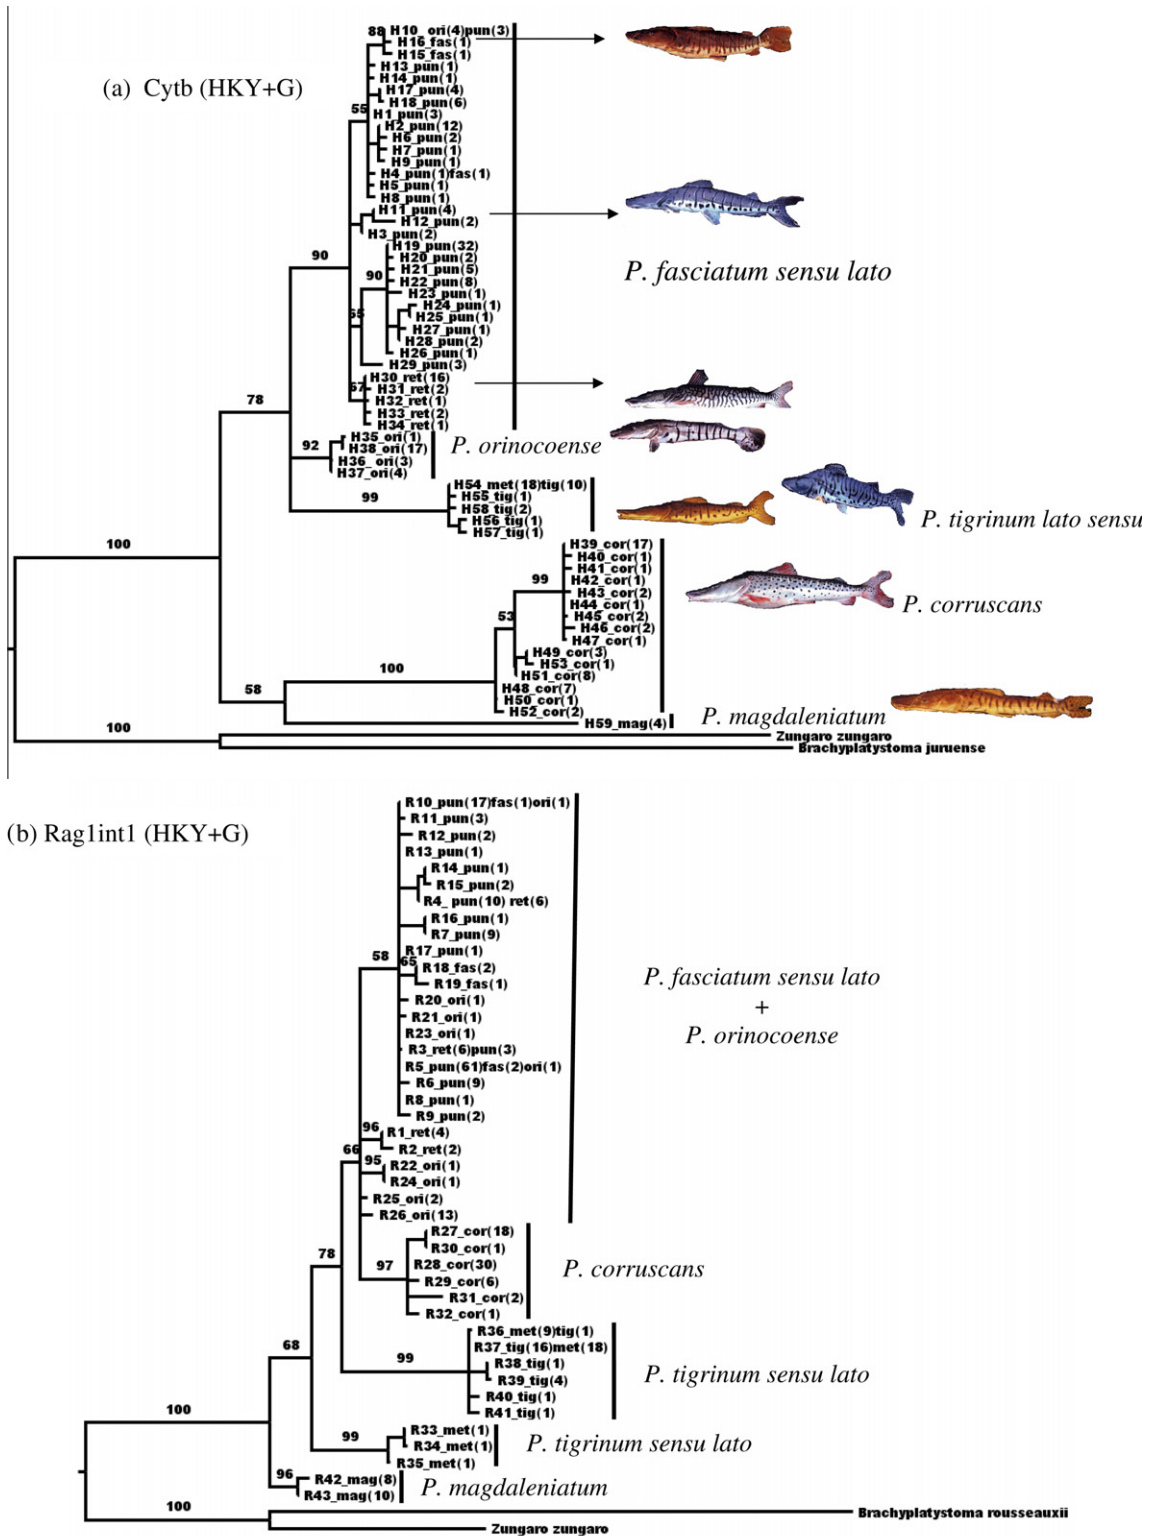 88 H10_ ori(4)pun(3)
H16_fas(1)
H15_fas(1)
H13_pun(1)
H14_pun(1)
(a) Cytb (HKY+G)
H17_pun(4)
H18_pun(6)
55
H1_pun(3)
H2_pun(12)
H6_pun(2)
H7_pun(1)
H9_pun(1)
H4_pun(1)fas(1)
H5_pun(1)
H8_pun(1)
H11_pun(4)
H12_pun(2)
H3_pun(2)
H19_pun(32)
90
H20_pun(2)
H21_pun(5)
P. fasciatum sensu lato
90
H22_pun(8)
H23_pun(1)
H24_pun(1)
65
H25_pun(1)
H27_pun(1)
H28_pun(2)
H26_pun(1)
H29_pun(3)
H30_ret(16)
67
H31_ret(2)
H32_ret(1)
78
H33_ret(2)
H34_ret(1)
H35_ori(1)
92
H38_ori(17)
P. orinocoense
H36_ori(3)
H37_ori(4)
H54_met(18)tig(10)
99
H55_tig(1)
H58_tig(2)
H56_tig(1)
P. tigrinum lato sensu
H57_tig(1)
100
H39_cor(17)
H40_cor(1)
H41_cor(1)
99
H42_cor(1)
H43_cor(2)
H44_cor(1)
P. corruscans
53
H45_cor(2)
H46_cor(2)
H47_cor(1)
H49_cor(3)
H53_cor(1)
100
H51_cor(8)
58
H48_cor(7)
H50_cor(1)
H52_cor(2)
H59_mag(4)
P. magdaleniatum
100
Zungaro zungaro
Brachyplatystoma juruense
(b) Rag1int1 (HKY+G)
R10_pun(17)fas(1)ori(1)
R11_pun(3)
R12_pun(2)
R13_pun(1)
R14_pun(1)
R15_pun(2)
R4_ pun(10) ret(6)
R16_pun(1)
R7_pun(9)
R17_pun(1)
58
65
R18_fas(2)
R19_fas(1)
P. fasciatum sensu lato
+
P. orinocoense
R20_ori(1)
R21_ori(1)
R23_ori(1)
R3_ret(6)pun(3)
R5_pun(61)fas(2)ori(1)
R6_pun(9)
R8_pun(1)
R9_pun(2)
96
R1_ret(4)
66
R2_ret(2)
95
R22_ori(1)
R24_ori(1)
R25_ori(2)
R26_ori(13)
R27_cor(18)
78
R30_cor(1)
97
R28_cor(30)
P. corruscans
R29_cor(6)
R31_cor(2)
R32_cor(1)
R36_met(9)tig(1)
68
R37_tig(16)met(18)
99
R38_tig(1)
R39_tig(4)
P. tigrinum sensu lato
R40_tig(1)
R41_tig(1)
100
R33_met(1)
99
R34_met(1)
P. tigrinum sensu lato
R35_met(1)
96
R42_mag(8)
R43_mag(10)
P. magdaleniatum
100
Brachyplatystoma rousseauxii
Zungaro zungaro